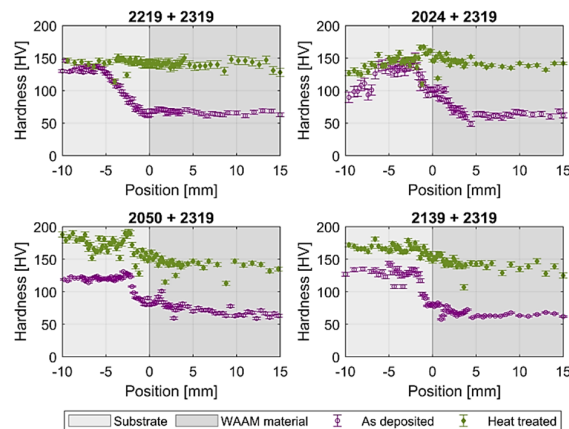 2219 + 2319
2024 + 2319
Hardness [HV]
200
150
100
50
0
-10 -5 0 5 10 15
Position [mm]
Hardness [HV]
200
150
100
50
0
-10 -5 0 5 10 15
Position [mm]
2050 + 2319
2139 + 2319
Hardness [HV]
200
150
100
50
0
-10 -5 0 5 10 15
Position [mm]
Hardness [HV]
200
150
100
50
0
-10 -5 0 5 10 15
Position [mm]
Substrate WAAM material As deposited Heat treated